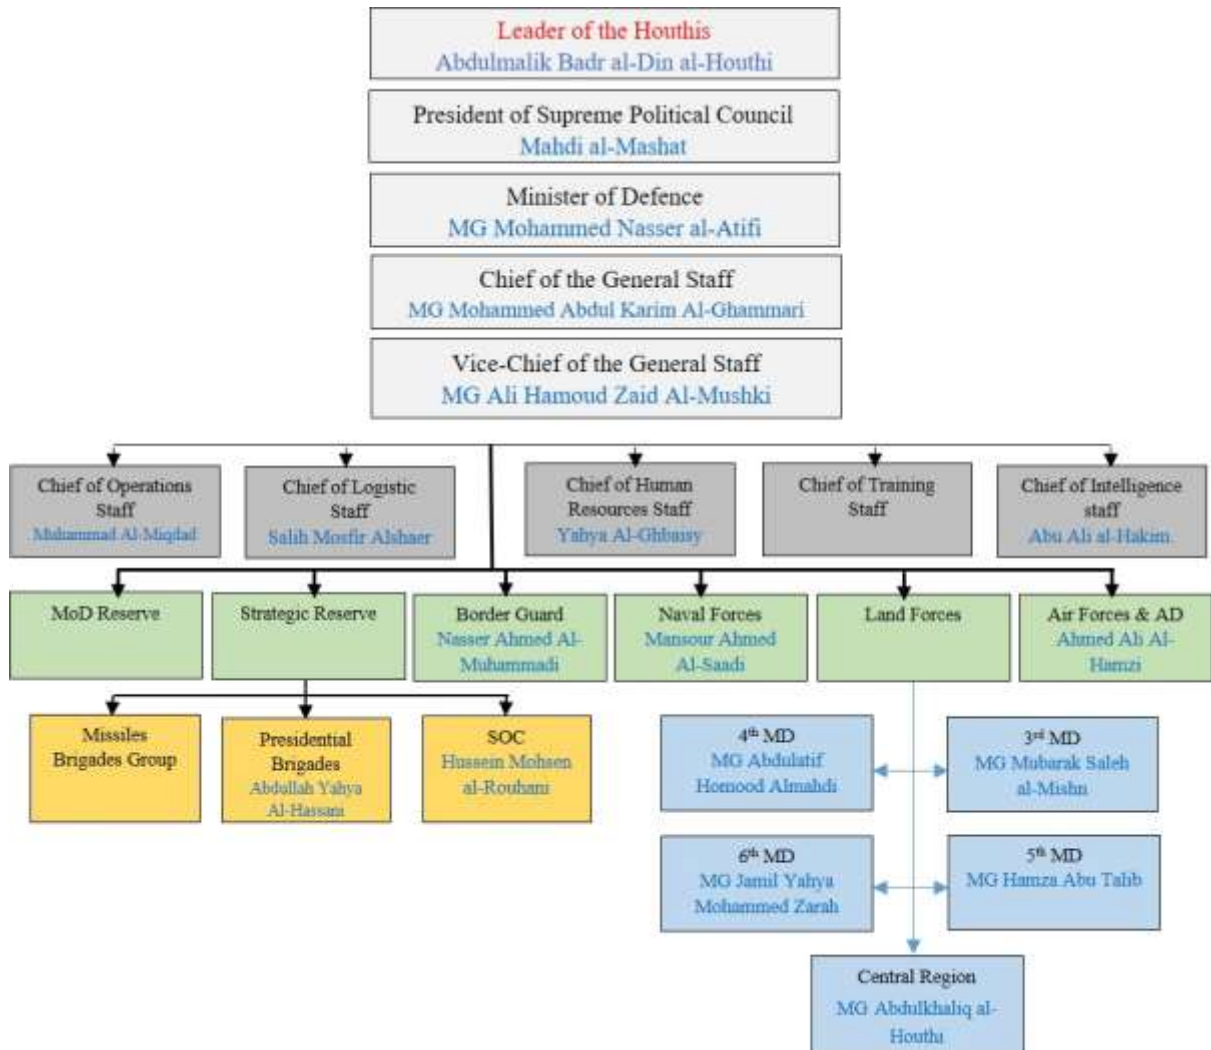 Leader of the Houthis
Abdulmalik Badr al-Din al-Houthi
President of Supreme Political Council
Mahdi al-Mashat
Minister of Defence
MG Mohammed Nasser al-Atifi
Chief of the General Staff
MG Mohammed Abdul Karim Al-Ghammari
Vice-Chief of the General Staff
MG Ali Hamoud Zaid Al-Mushki
Chief of Operations
Staff
Muhammad Al-Miqdad
Chief of Logistic
Staff
Salih Mosfir Alshaer
Chief of Human
Resources Staff
Yahya Al-Ghbaisy
Chief of Training
Staff
Chief of Intelligence
staff
Abu Ali al-Hakim
MoD Reserve
Strategic Reserve
Border Guard
Nasser Ahmed Al-
Muhammadi
Naval Forces
Mansour Ahmed
Al-Saadi
Land Forces
Air Forces & AD
Ahmed Ali Al-
Hamzi
Missiles
Brigades Group
Presidential
Brigades
Abdullah Yahya
Al-Hassani
SOC
Hussein Mohsen
al-Rouhani
4th MD
MG Abdulatif
Homood Almahdi
3rd MD
MG Mubarak Saleh
al-Mishn
6th MD
MG Jamil Yahya
Mohammed Zarah
5th MD
MG Hamza Abu Talib
Central Region
MG Abdulkhaliq al-
Houthi